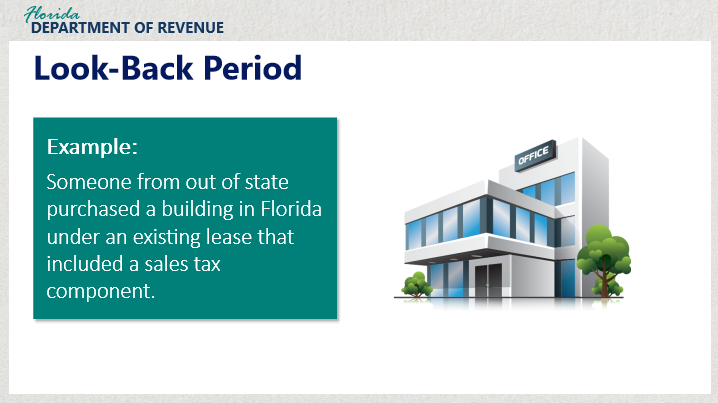 Florida
DEPARTMENT OF REVENUE
Look-Back Period
Example:
Someone from out of state
purchased a building in Florida
under an existing lease that
included a sales tax
component.
OFFICE